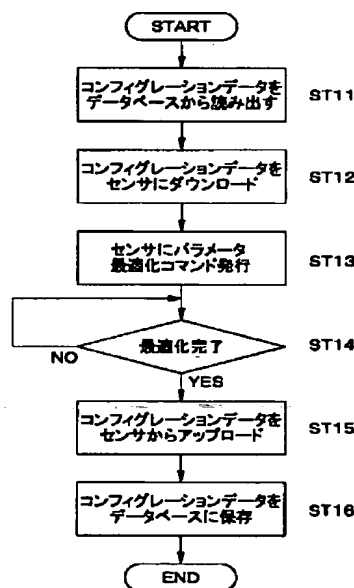 START
コンフィグレーションデータを
データベースから読み出す
ST11
コンフィグレーションデータを
センサにダウンロード
ST12
センサにパラメータ
最適化コマンド発行
ST13
最適化完了
ST14
NO
YES
コンフィグレーションデータを
センサからアップロード
ST15
コンフィグレーションデータを
データベースに保存
ST16
END